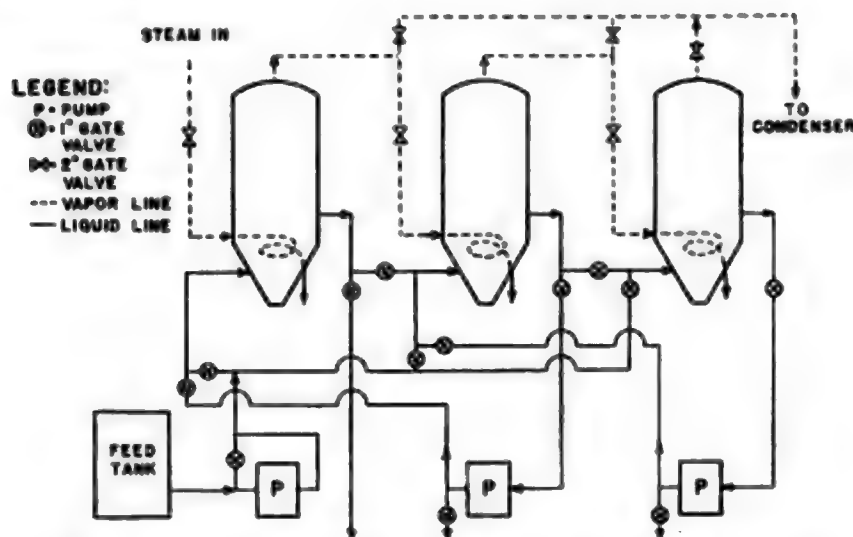 STEAM IN
LEGEND:
P - PUMP
- 1" GATE
VALVE
- 2" GATE
VALVE
--- VAPOR LINE
— LIQUID LINE
TO
CONDENSER
FEED
TANK
P
P
P